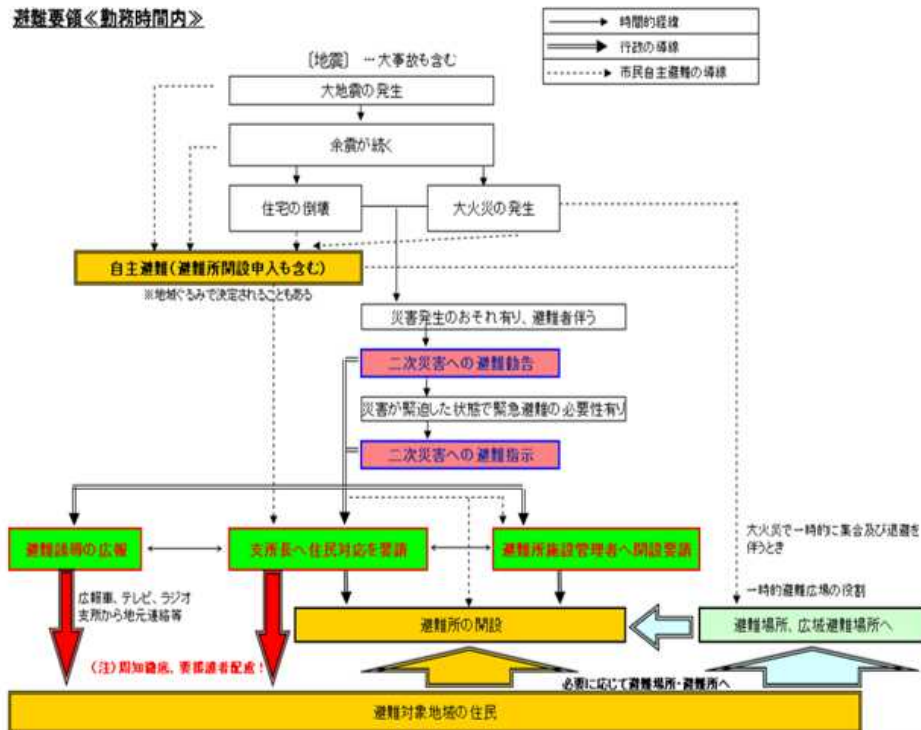 避難要領≪勤務時間内≫
時間的経緯
行政の導線
市民自主避難の導線
〔地震〕 …大事故も含む
大地震の発生
余震が続く
住宅の倒壊
大火災の発生
自主避難(避難所開設申入も含む)
※地域ぐるみで決定されることもある
災害発生のおそれ有り、避難者伴う
二次災害への避難勧告
災害が緊迫した状態で緊急避難の必要性有り
二次災害への避難指示
避難誘導の広報
支所長へ住民対応を要請
避難所施設管理者へ開設要請
大火災で一時的に集合及び退避を
伴うとき
広報車、テレビ、ラジオ
支所から地元連絡等
一時的避難広場の役割
避難所の開設
避難場所、広域避難場所へ
(注)周知徹底、要援護者配慮!
必要に応じて避難場所・避難所へ
避難対象地域の住民